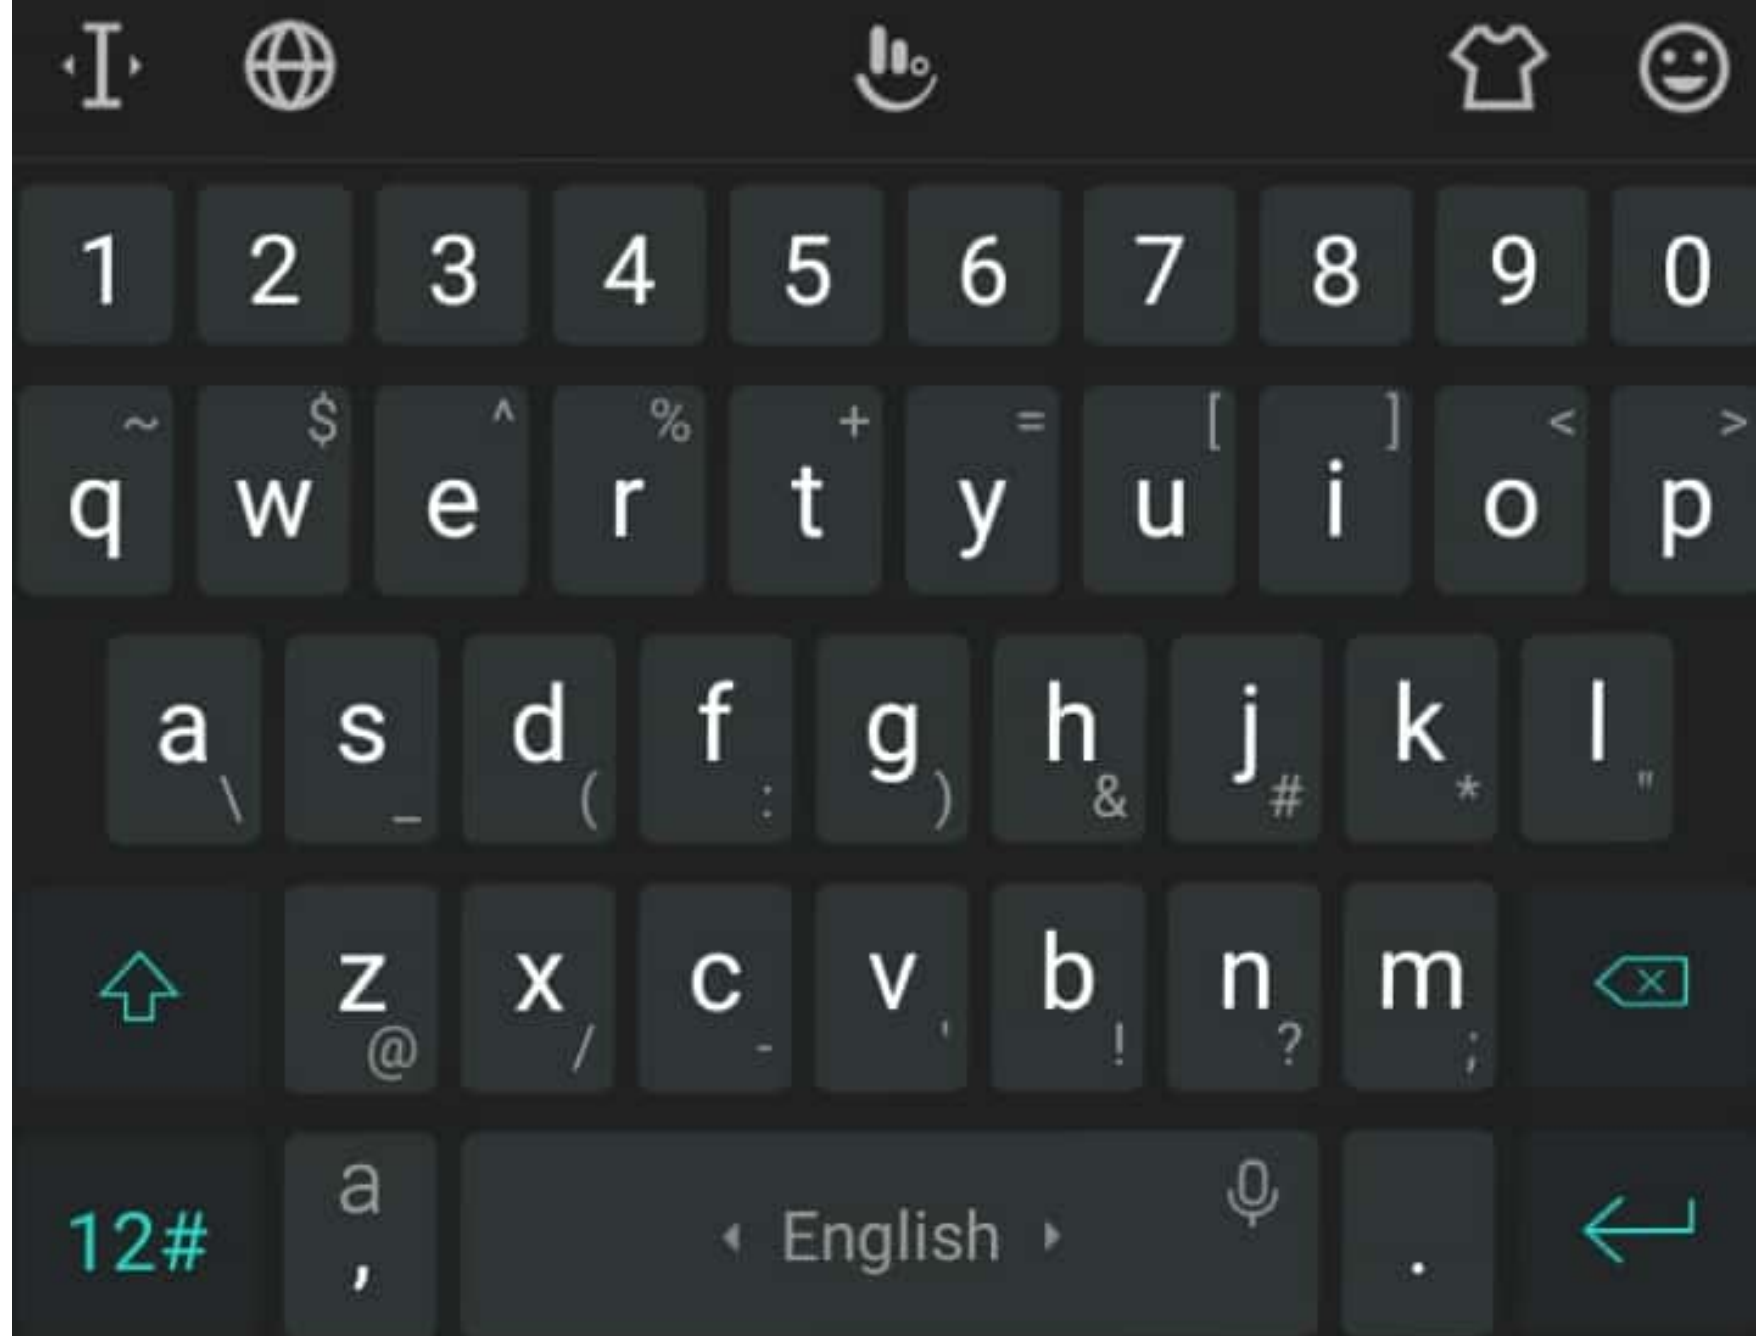 1 2 3 4 5 6 7 8 9 0
~ $ ^ % + = [ ] < >
q w e r t y u i o p
a s d f g h j k l
\ _ ( : ) & # * "
z x c v b n m
@ / - ' ! ? ;
a
12# , English .